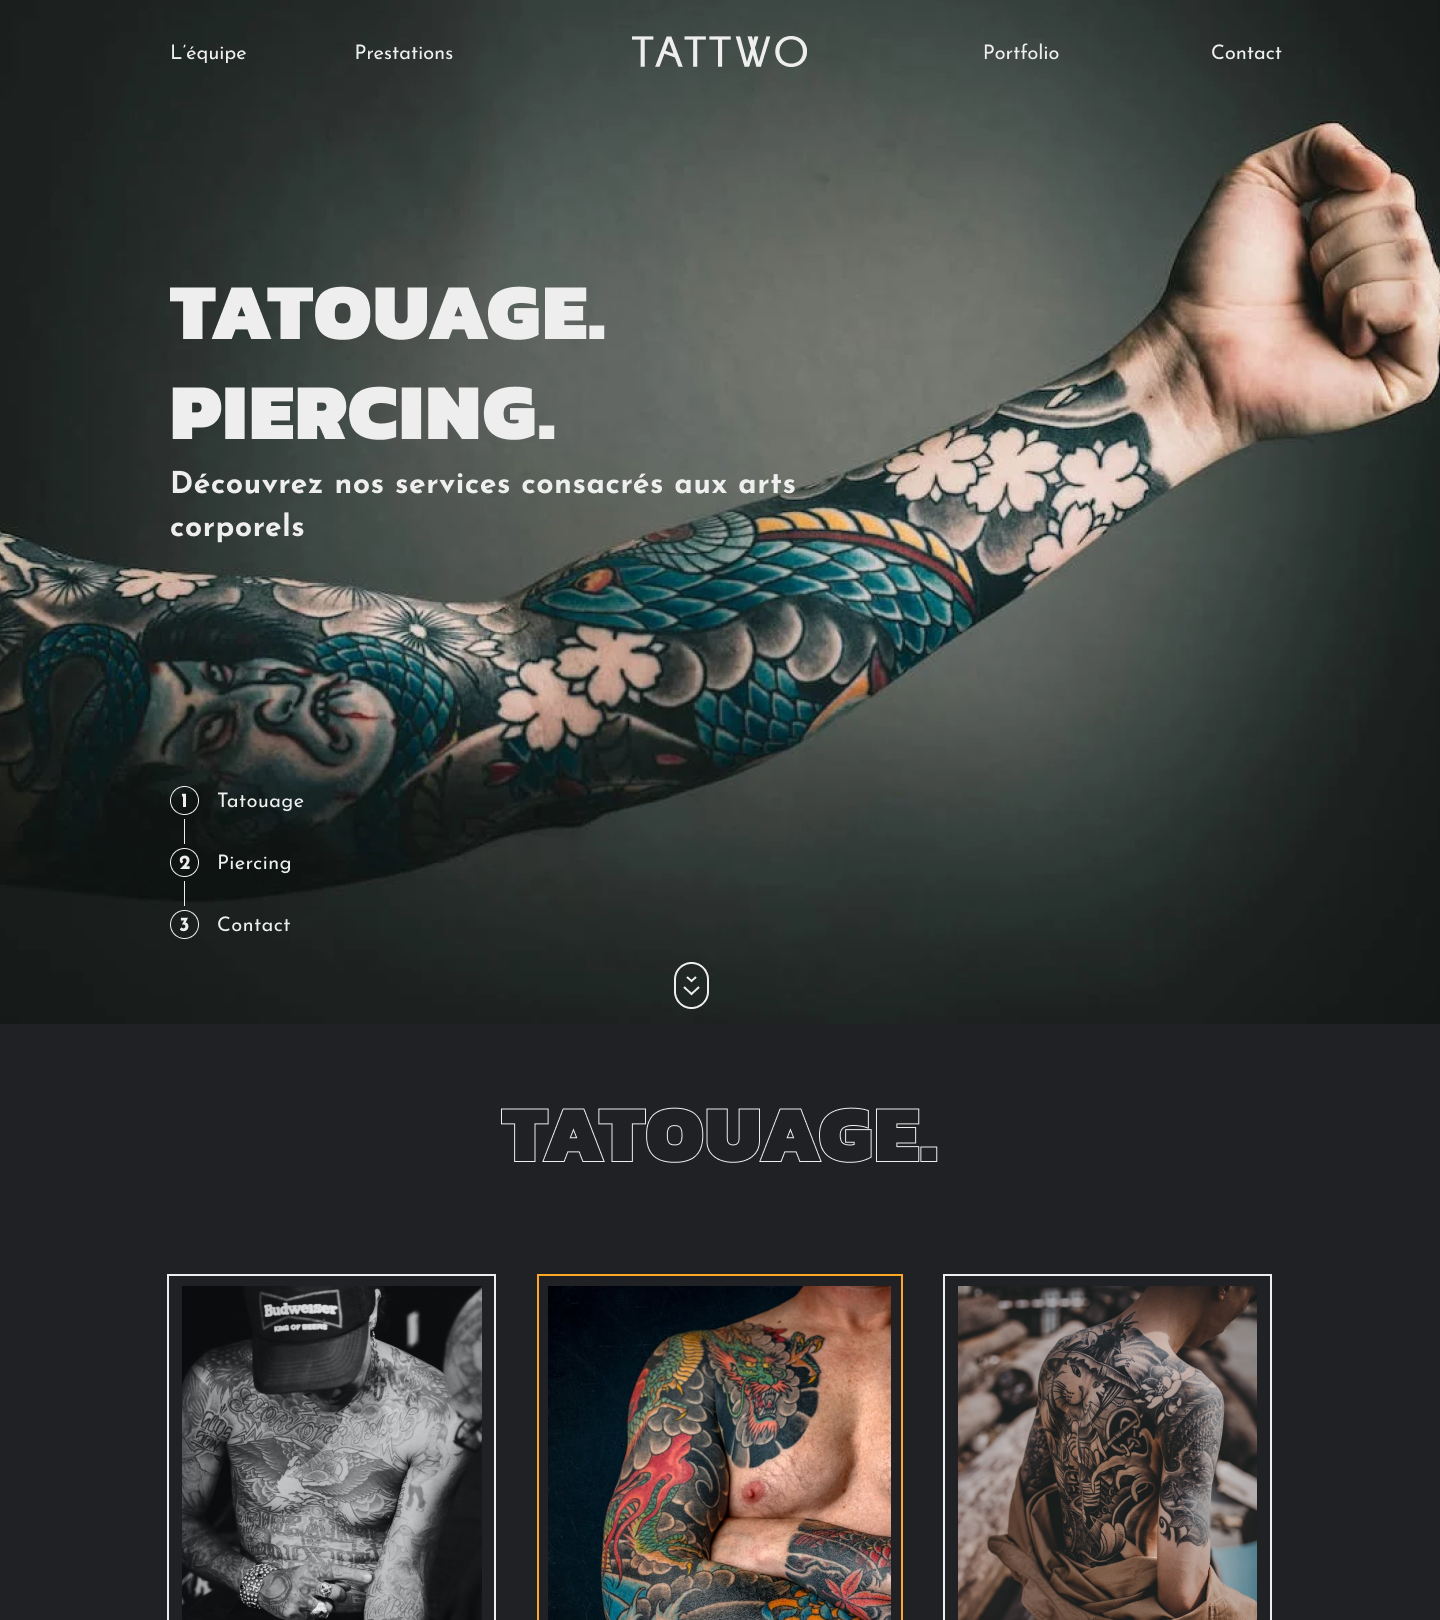 L'équipe
Prestations
TATTWO
Portfolio
Contact
TATOUAGE.
PIERCING.
Découvrez nos services consacrés aux arts
corporels
1 Tatouage
2 Piercing
3 Contact
TATOUAGE.
Budweiser
KING OF BEERS